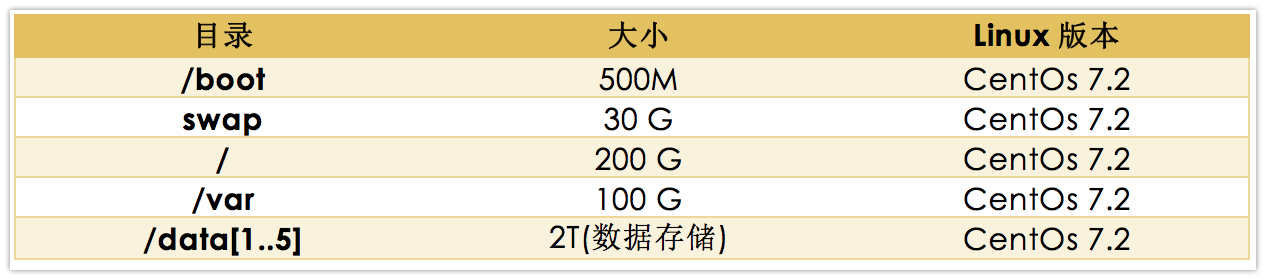 目录 大小 Linux 版本
/boot 500M CentOs 7.2
swap 30 G CentOs 7.2
/ 200 G CentOs 7.2
/var 100 G CentOs 7.2
/data[1..5] 2T(数据存储) CentOs 7.2